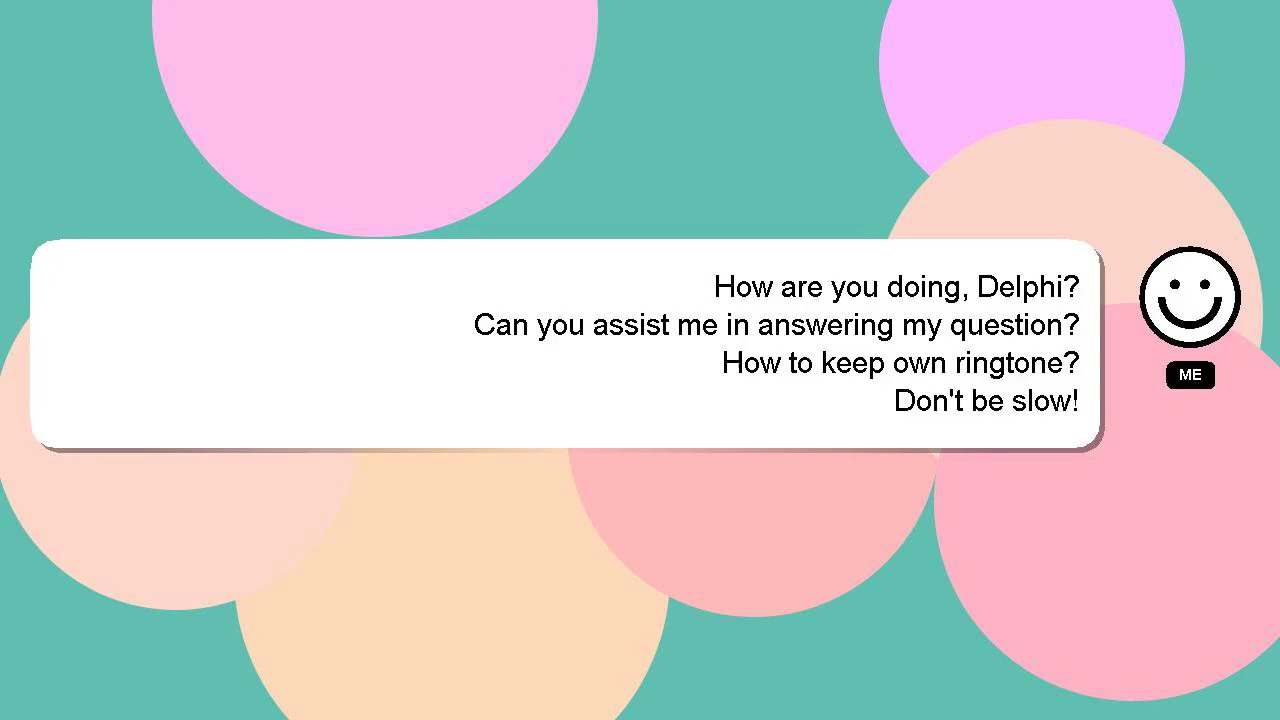 How are you doing, Delphi?
Can you assist me in answering my question?
How to keep own ringtone?
Don't be slow!
ME